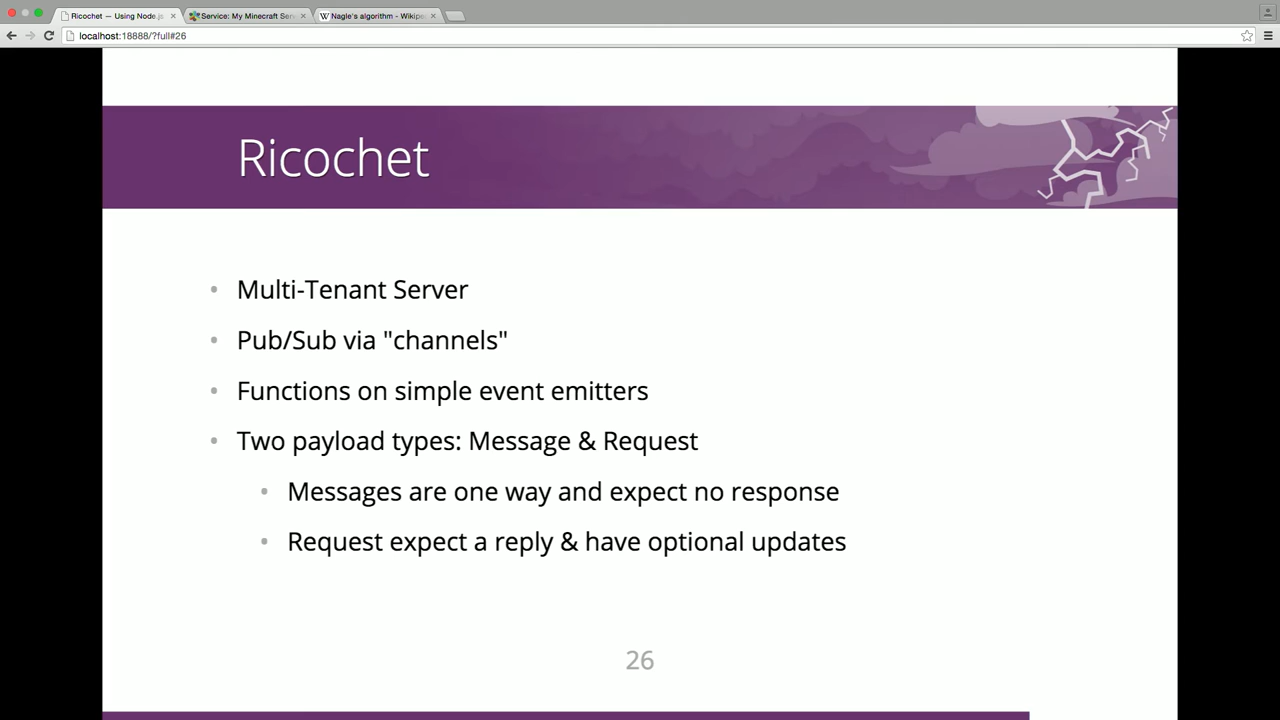 Ricochet — Using Node.js
Service: My Minecraft Serv
Nagle's algorithm - Wikipe
localhost:18888/?full#26
Ricochet
Multi-Tenant Server
Pub/Sub via "channels"
Functions on simple event emitters
Two payload types: Message & Request
Messages are one way and expect no response
Request expect a reply & have optional updates
26